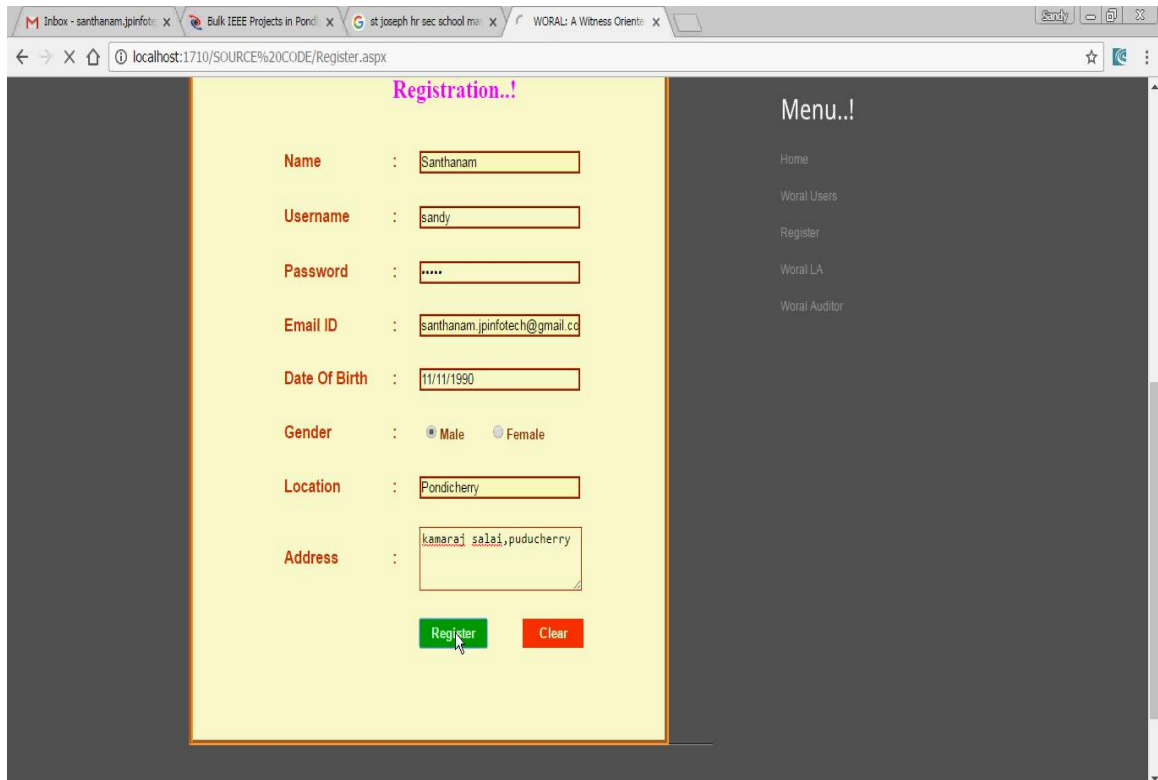 Inbox - santhanam.jpinfote
Bulk IEEE Projects in Pondi
st joseph hr sec school ma
WORAL: A Witness Oriente
Sandy
localhost:1710/SOURCE%20CODE/Register.aspx
Registration..!
Name : Santhanam
Username : sandy
Password : •••••
Email ID : santhanam.jpinfotech@gmail.co
Date Of Birth : 11/11/1990
Gender : Male Female
Location : Pondicherry
Address : kamaraj salai,puducherry
Register Clear
Menu..!
Home
Woral Users
Register
Woral LA
Woral Auditor